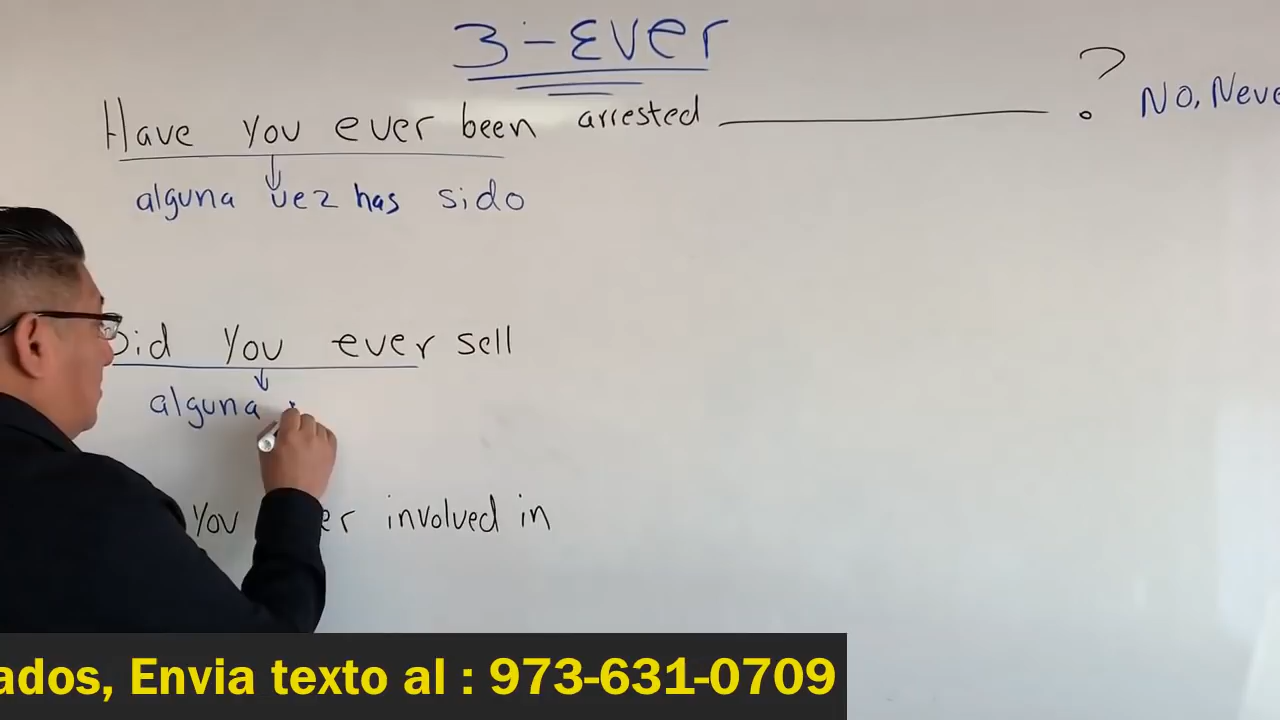 3-Ever
Have you ever been arrested ? No, Neve
alguna vez has sido
Did you ever sell
alguna
you er involved in
ados, Envia texto al : 973-631-0709